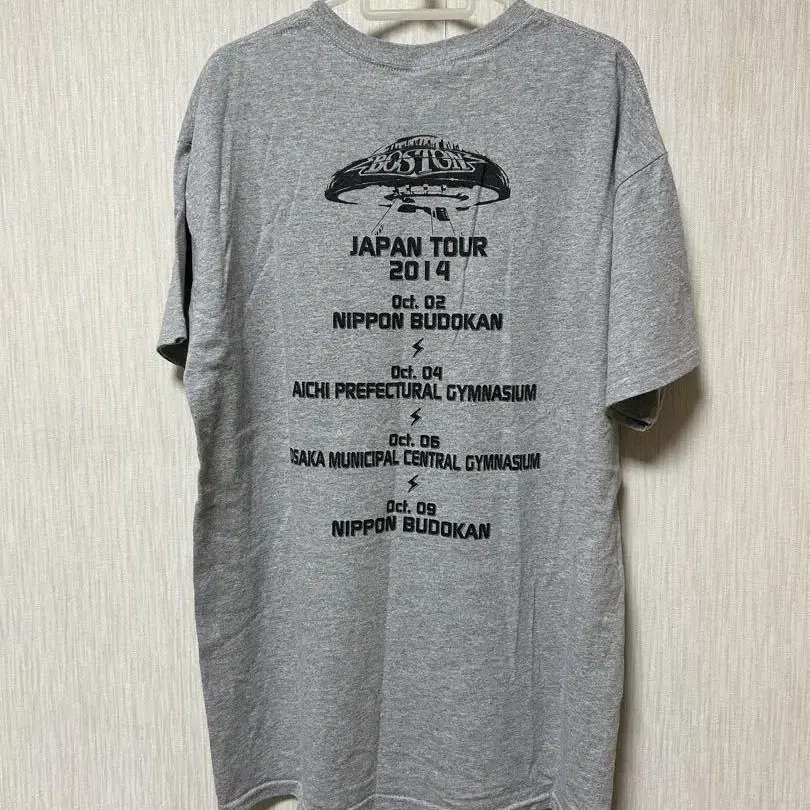 BOSTON
JAPAN TOUR
2014
Oct. 02
NIPPON BUDOKAN
Oct. 04
AICHI PREFECTURAL GYMNASIUM
Oct. 06
OSAKA MUNICIPAL CENTRAL GYMNASIUM
Oct. 09
NIPPON BUDOKAN